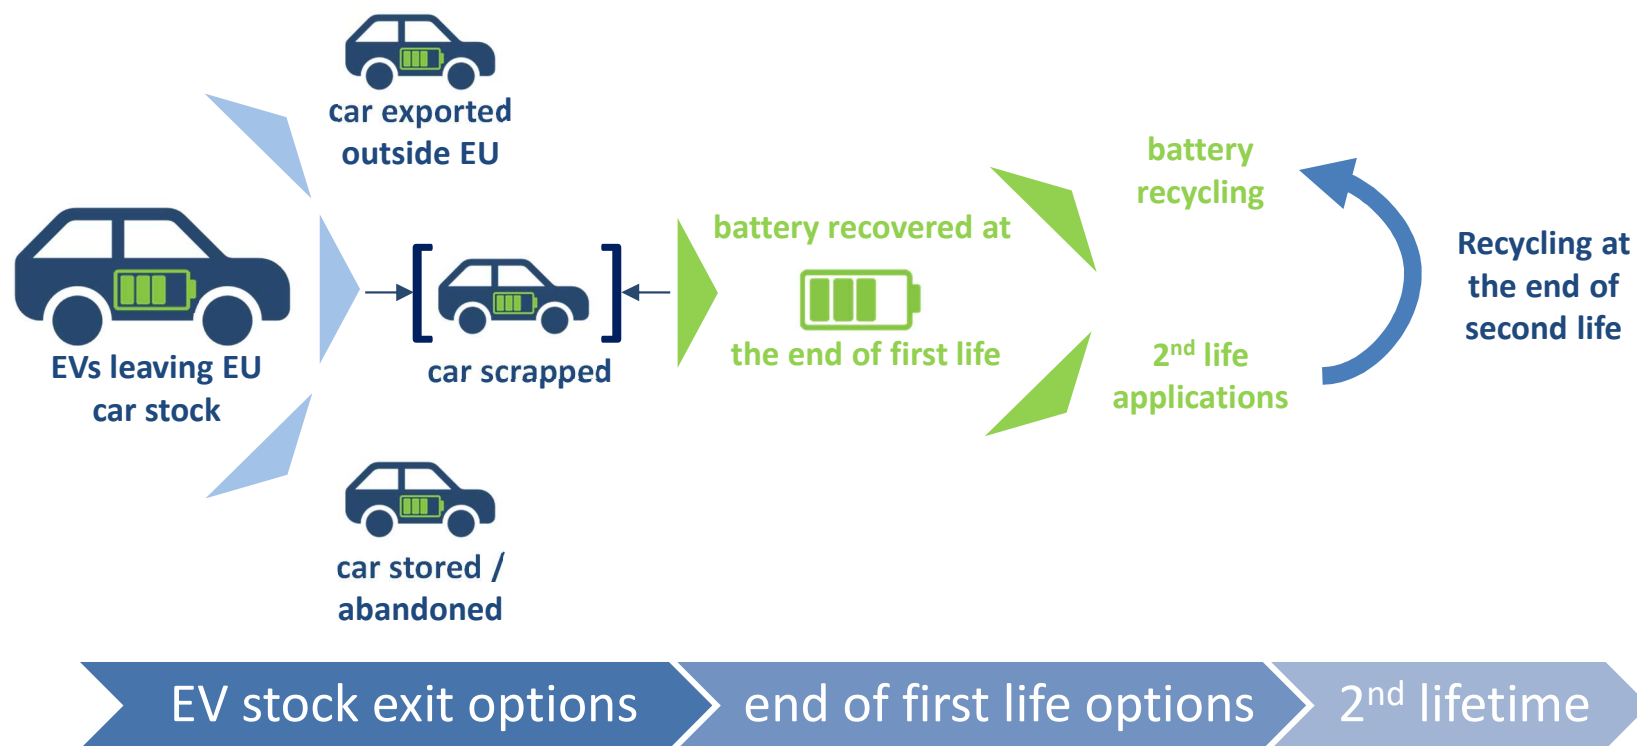 car exported
outside EU
EVs leaving EU
car stock
car scrapped
car stored /
abandoned
battery recovered at
the end of first life
battery
recycling
2nd life
applications
Recycling at
the end of
second life
EV stock exit options
end of first life options
2nd lifetime